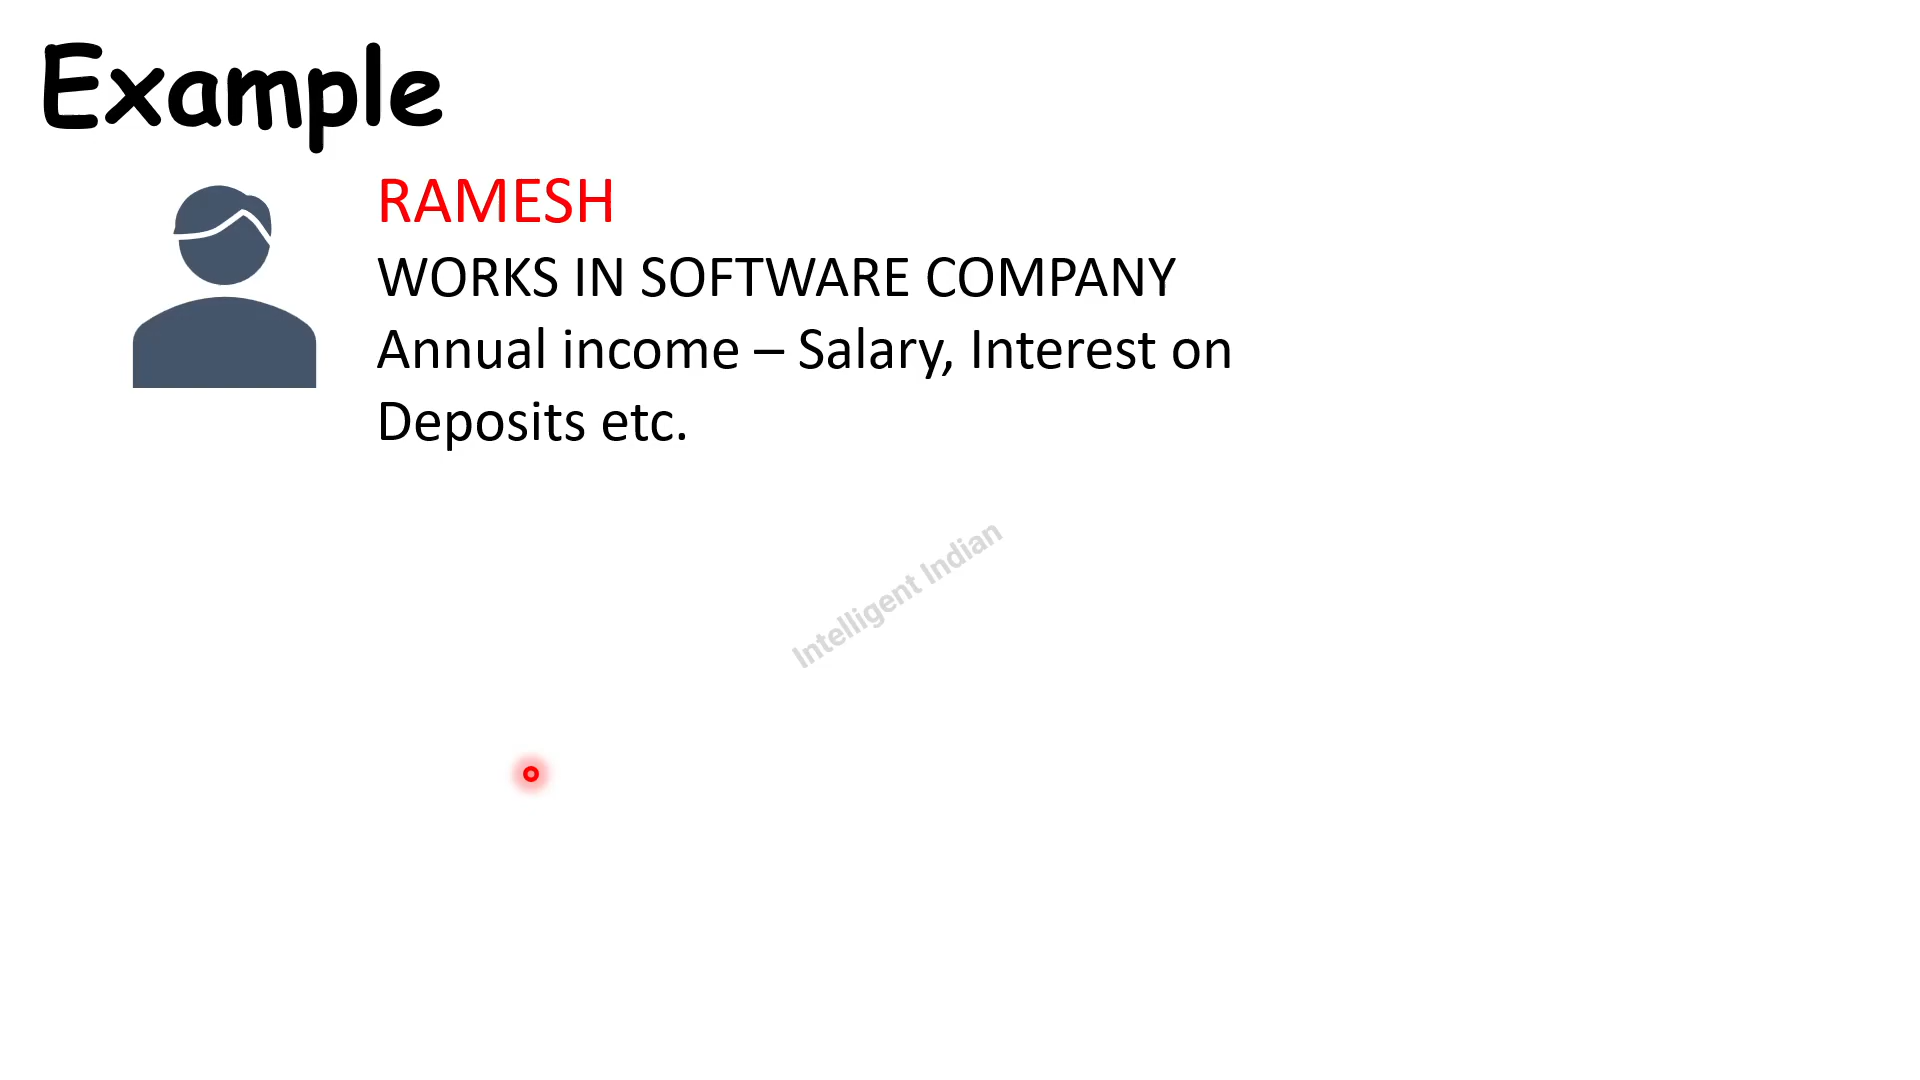 Example
RAMESH
WORKS IN SOFTWARE COMPANY
Annual income – Salary, Interest on
Deposits etc.
Intelligent Indian